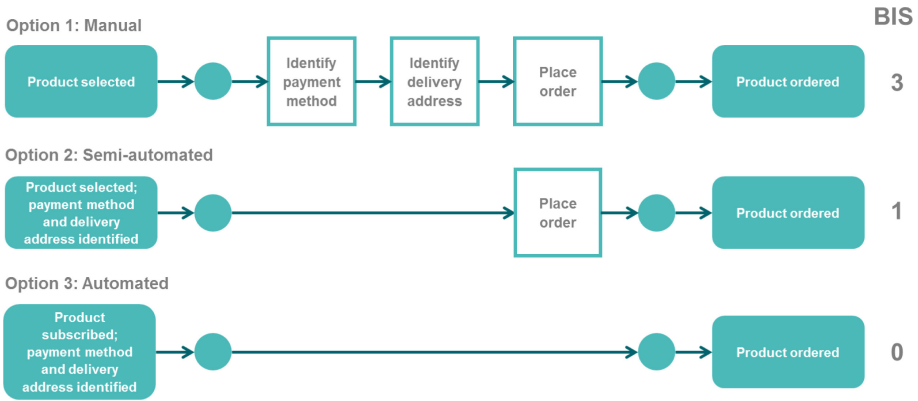 BIS
Option 1: Manual
Product selected
Identify
payment
method
Identify
delivery
address
Place
order
Product ordered
3
Option 2: Semi-automated
Product selected;
payment method
and delivery
address identified
Place
order
Product ordered
1
Option 3: Automated
Product
subscribed;
payment method
and delivery
address identified
Product ordered
0